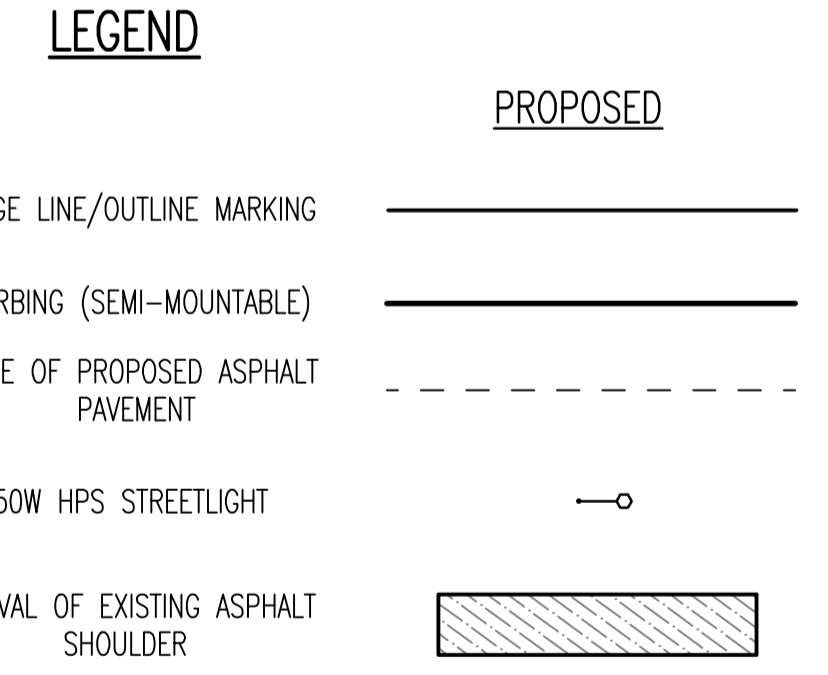 LEGEND
PROPOSED
GE LINE/OUTLINE MARKING
RBING (SEMI-MOUNTABLE)
E OF PROPOSED ASPHALT
PAVEMENT
50W HPS STREETLIGHT
VAL OF EXISTING ASPHALT
SHOULDER